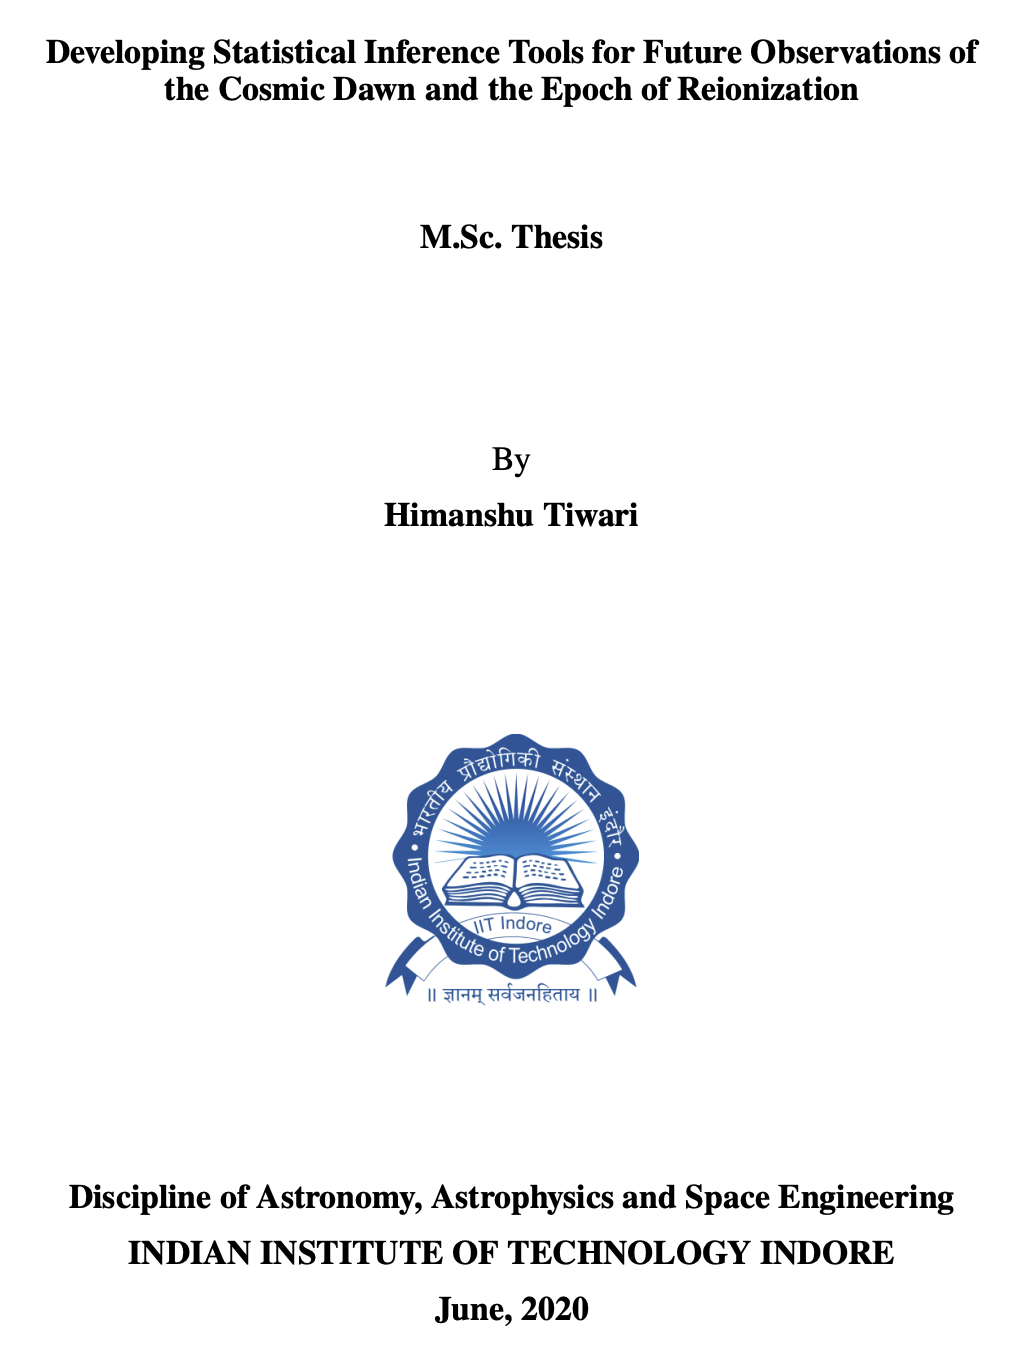 Developing Statistical Inference Tools for Future Observations of
the Cosmic Dawn and the Epoch of Reionization
M.Sc. Thesis
By
Himanshu Tiwari
भारतीय प्रौद्योगिकी संस्थान इंदौर
Indian Institute of Technology Indore
IIT Indore
॥ ज्ञानम् सर्वजनहिताय ॥
Discipline of Astronomy, Astrophysics and Space Engineering
INDIAN INSTITUTE OF TECHNOLOGY INDORE
June, 2020